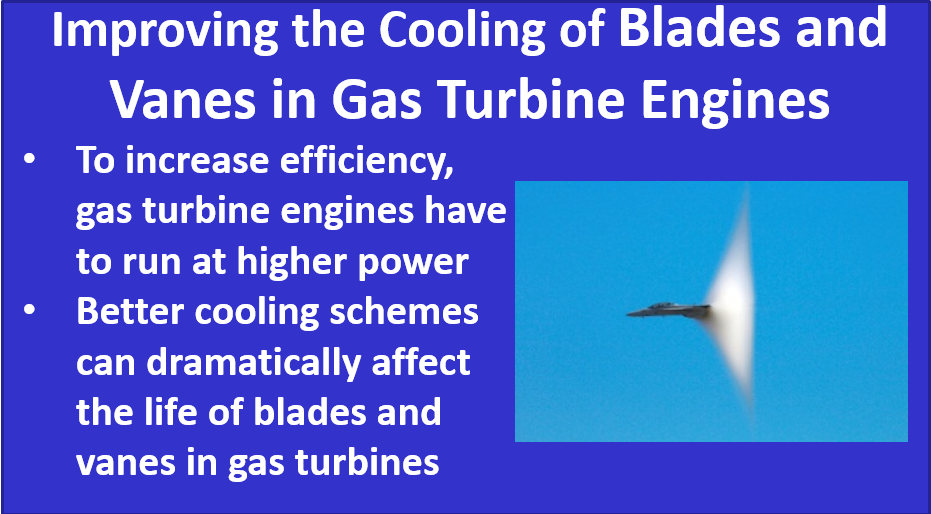 Improving the Cooling of Blades and
Vanes in Gas Turbine Engines
• To increase efficiency,
gas turbine engines have
to run at higher power
• Better cooling schemes
can dramatically affect
the life of blades and
vanes in gas turbines